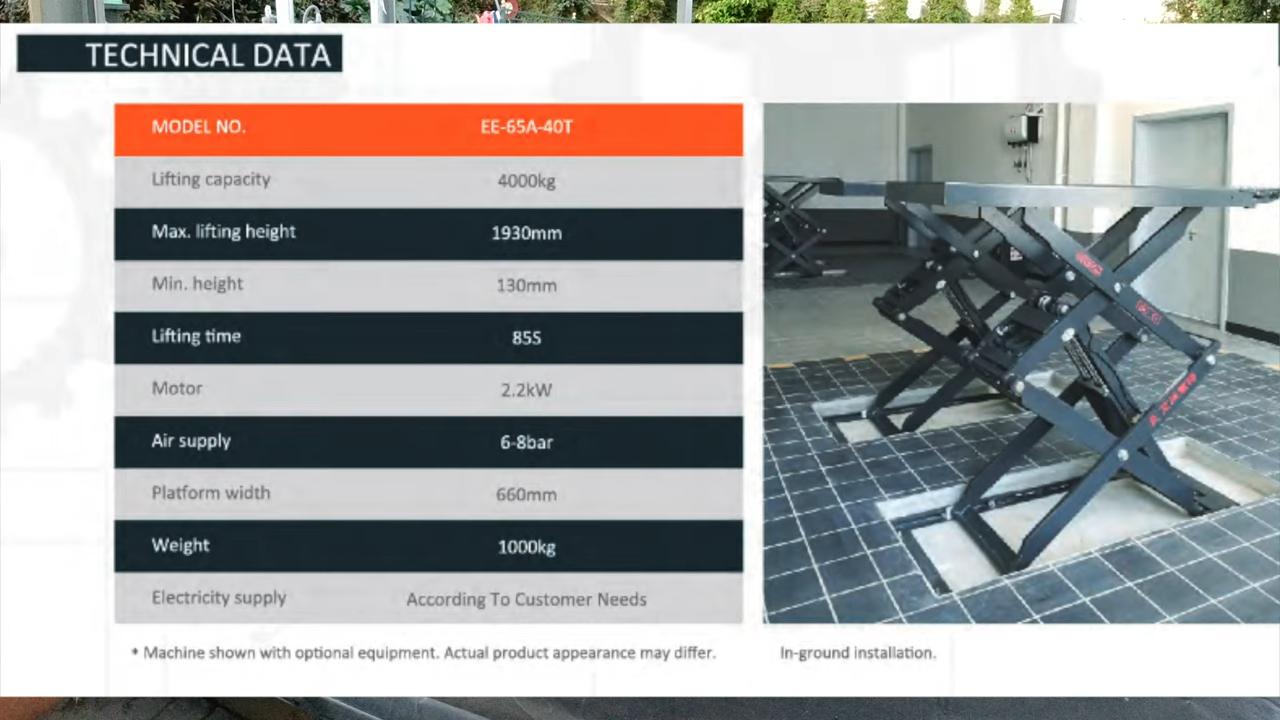 TECHNICAL DATA
MODEL NO. EE-65A-40T
Lifting capacity 4000kg
Max. lifting height 1930mm
Min. height 130mm
Lifting time 85S
Motor 2.2kW
Air supply 6-8bar
Platform width 660mm
Weight 1000kg
Electricity supply According To Customer Needs
* Machine shown with optional equipment. Actual product appearance may differ.
In-ground installation.